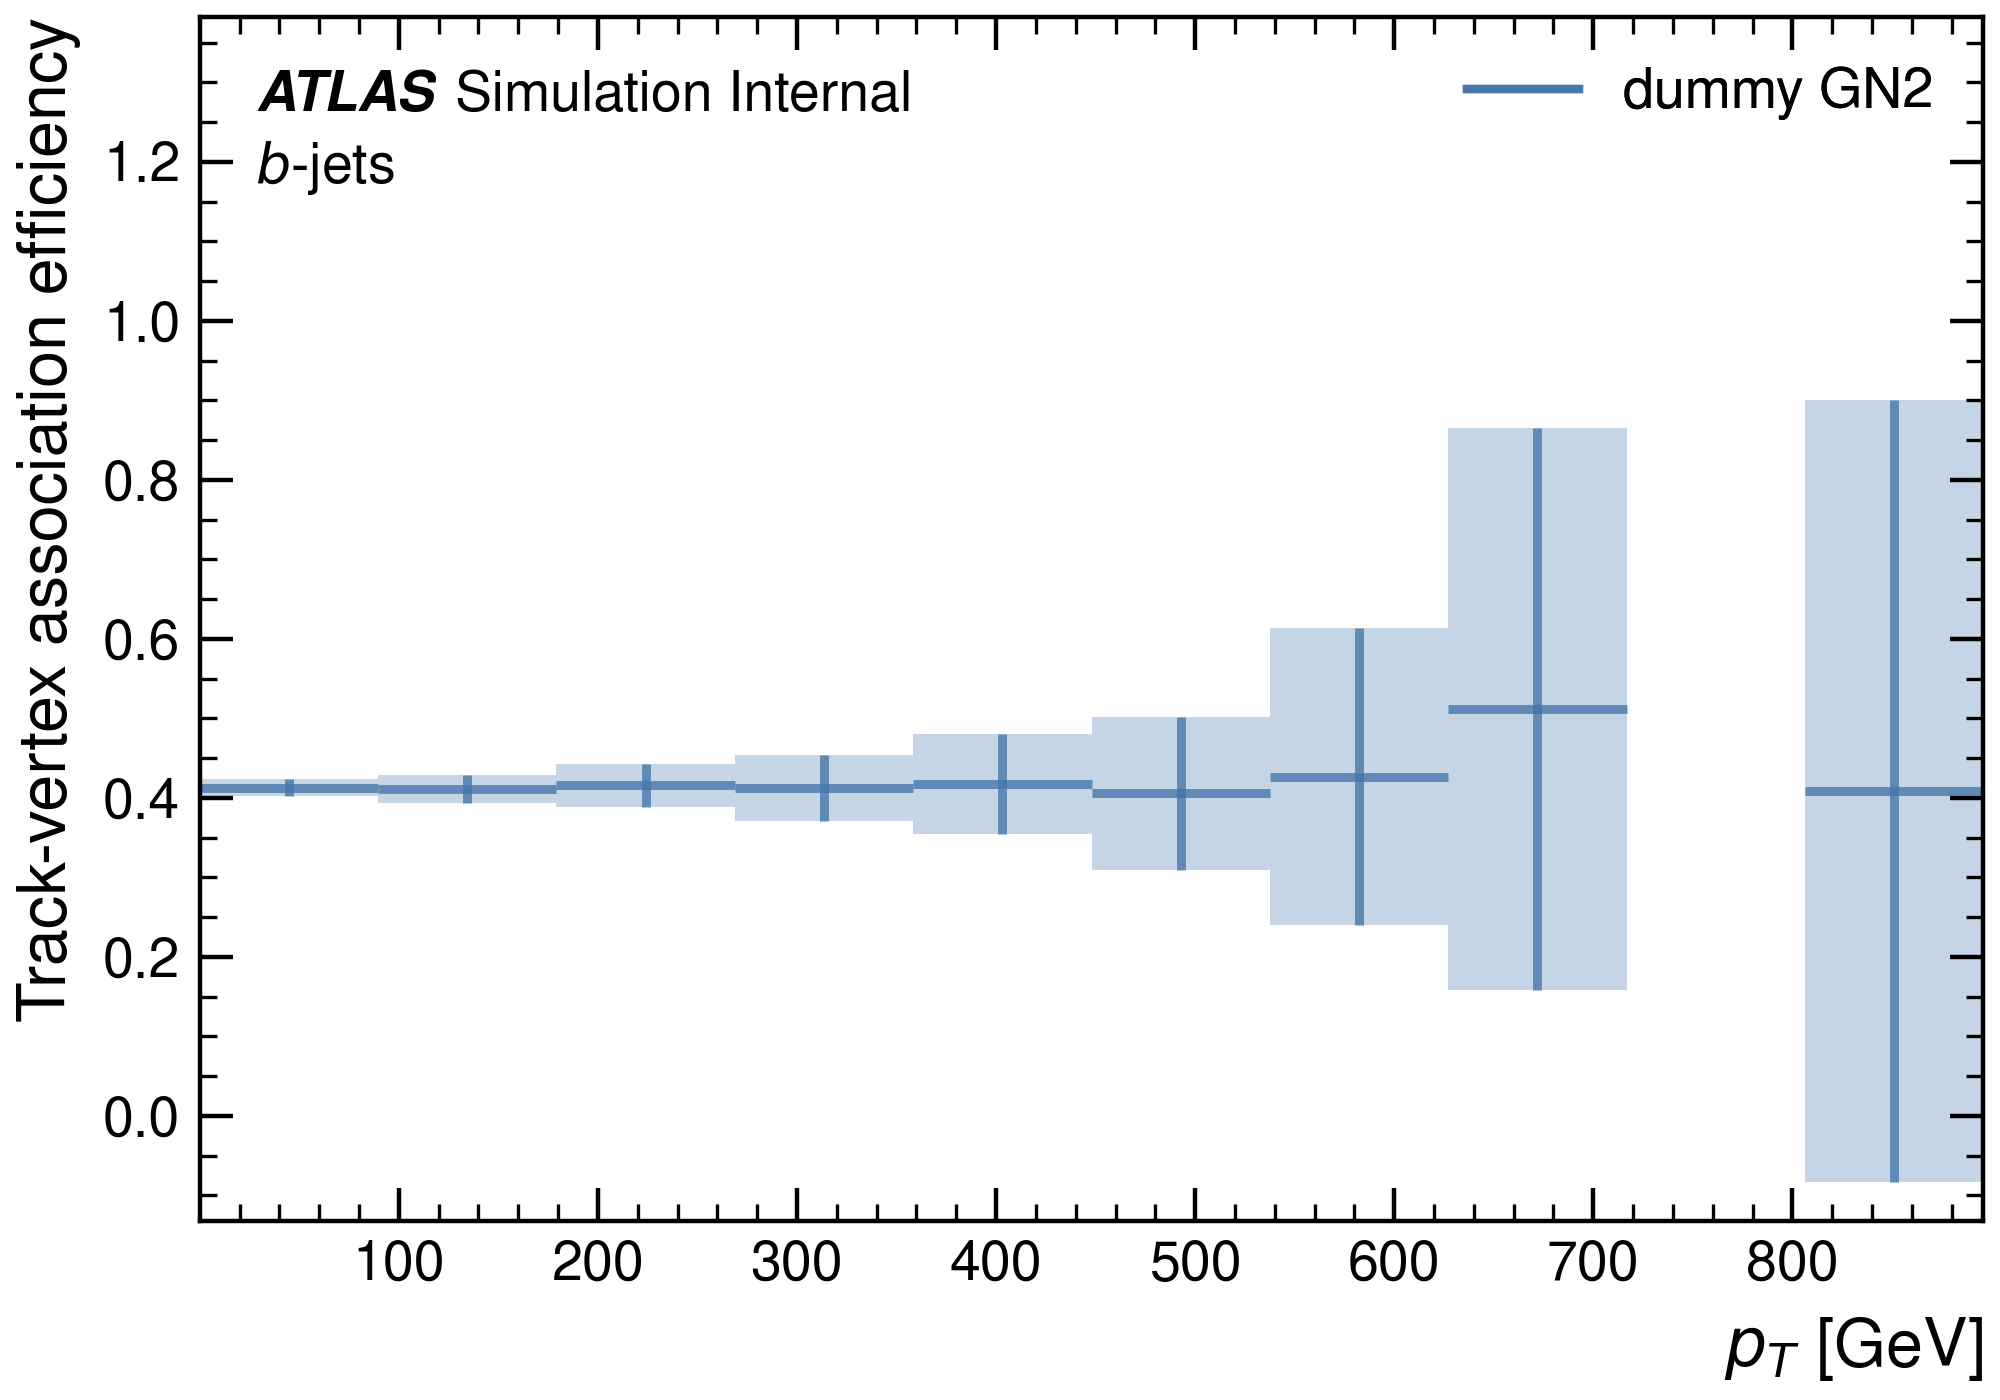 ATLAS Simulation Internal
b-jets
dummy GN2
Track-vertex association efficiency
1.2
1.0
0.8
0.6
0.4
0.2
0.0
100 200 300 400 500 600 700 800
p_T [GeV]